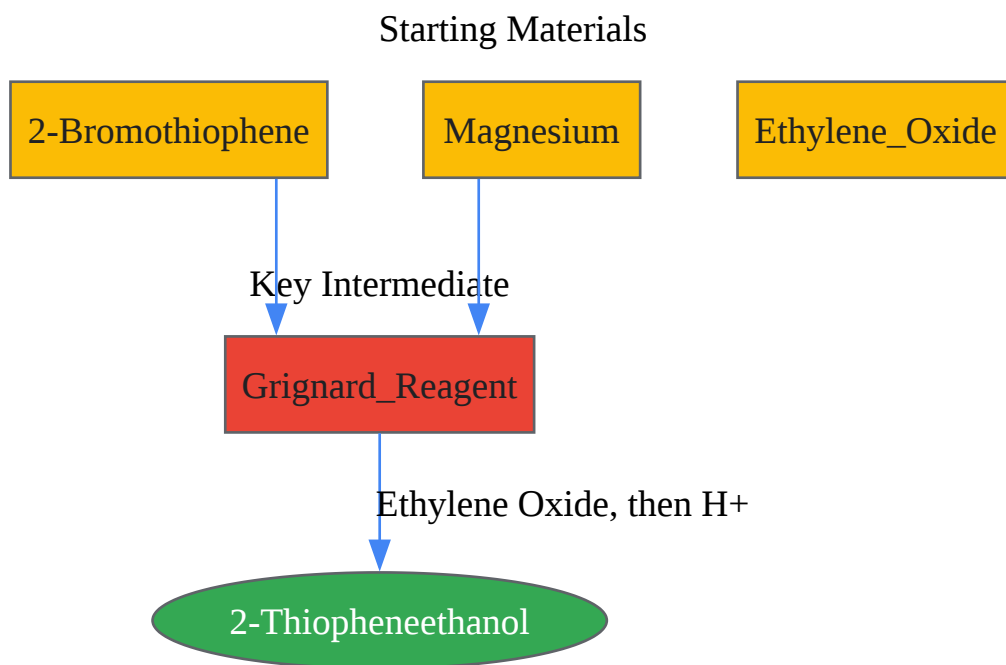 Starting Materials
2-Bromothiophene
Magnesium
Ethylene_Oxide
Key Intermediate
Grignard_Reagent
Ethylene Oxide, then H+
2-Thiopheneethanol